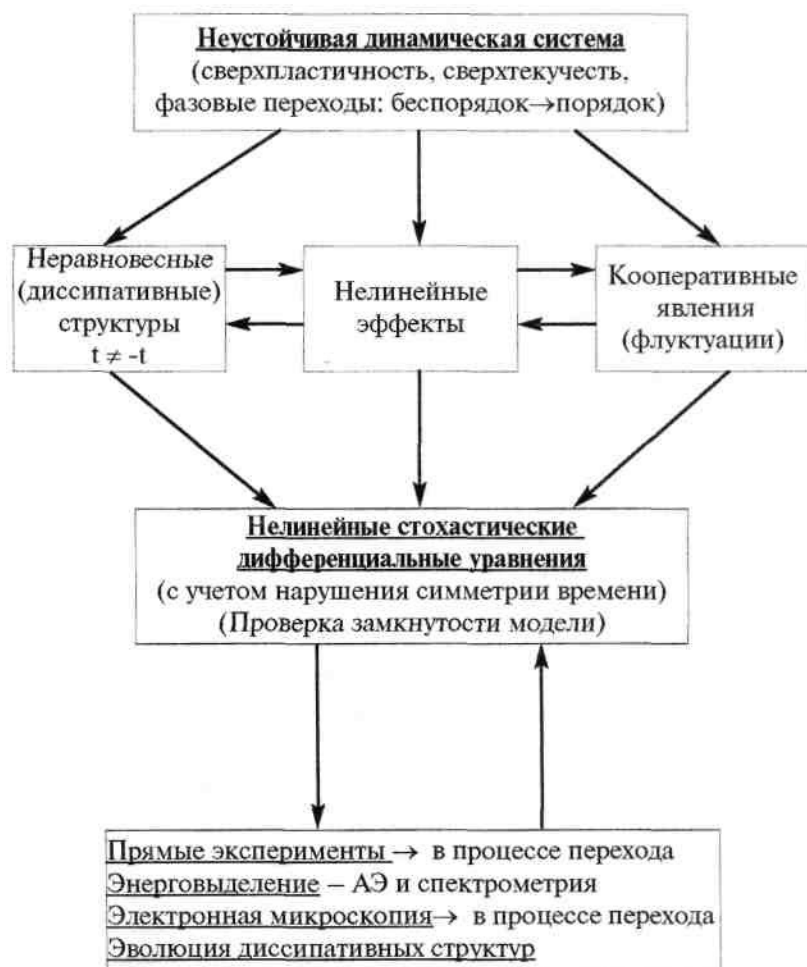 Неустойчивая динамическая система
(сверхпластичность, сверхтекучесть,
фазовые переходы: беспорядок→порядок)
Неравновесные
(диссипативные)
структуры
t ≠ -t
Нелинейные
эффекты
Кооперативные
явления
(флуктуации)
Нелинейные стохастические
дифференциальные уравнения
(с учетом нарушения симметрии времени)
(Проверка замкнутости модели)
Прямые эксперименты → в процессе перехода
Энерговыделение – АЭ и спектрометрия
Электронная микроскопия→ в процессе перехода
Эволюция диссипативных структур